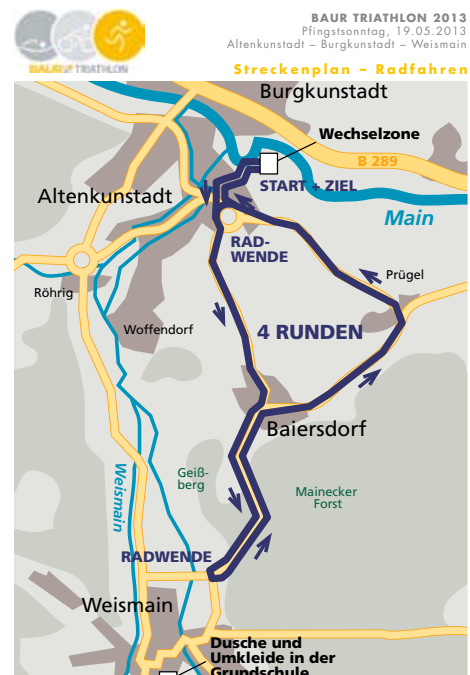 BAUR TRIATHLON 2013
Pfingstsonntag, 19.05.2013
Altenkunstadt – Burgkunstadt – Weismain
BAUR TRIATHLON
Streckenplan – Radfahren
Burgkunstadt
Wechselzone
B 289
START + ZIEL
Altenkunstadt
Main
RAD-
WENDE
Prügel
Röhrig
Woffendorf
4 RUNDEN
Baiersdorf
Geiß-
berg
Weismain
Mainecker
Forst
RADWENDE
Weismain
Dusche und
Umkleide in der
Grundschule